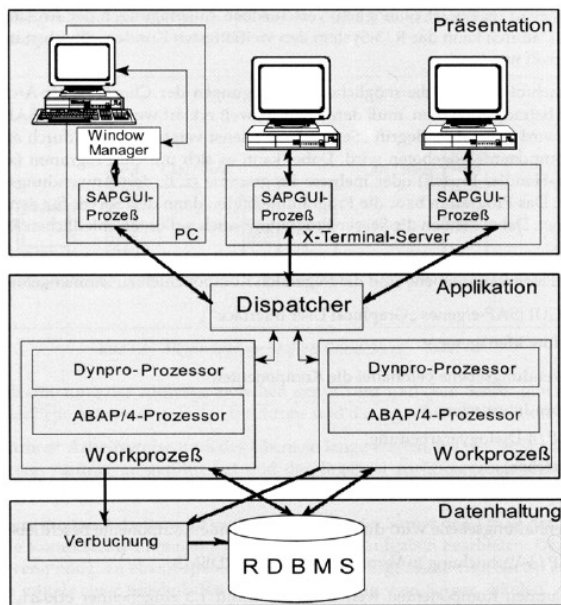 Präsentation
Window
Manager
SAPGUI-
Prozeß
SAPGUI-
Prozeß
SAPGUI-
Prozeß
PC
X-Terminal-Server
Dispatcher
Applikation
Dynpro-Prozessor
ABAP/4-Prozessor
Workprozeß
Dynpro-Prozessor
ABAP/4-Prozessor
Workprozeß
Datenhaltung
Verbuchung
RDBMS